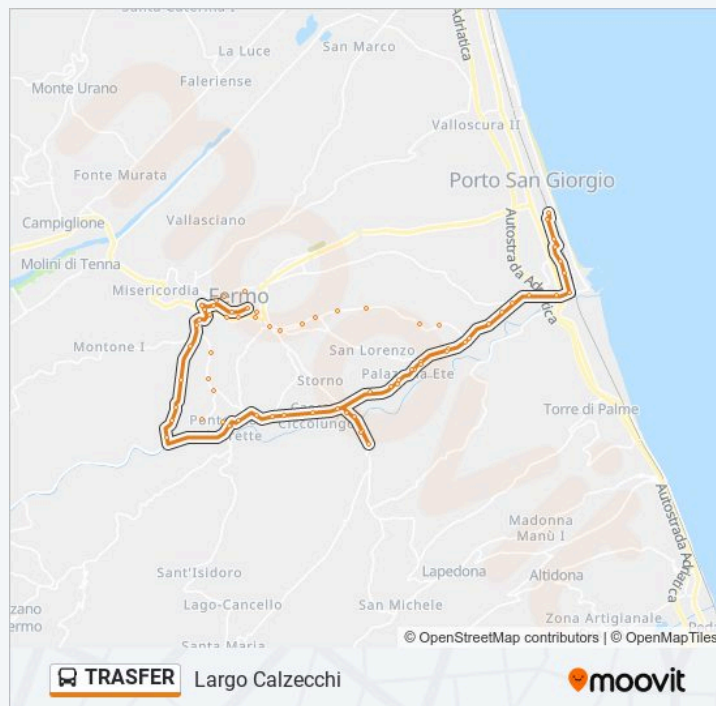 Santa Caterina I
San Marco
La Luce
Adriatica
Monte Urano
Faleriense
Valloscura II
Fonte Murata
Porto San Giorgio
Vallasciano
Campiglione
Autostrada Adriatica
Molini di Tenna
Misericordia
Fermo
Montone I
San Lorenzo
Storno
Palazzina Ete
Torre di Palme
Ciccolungo
Autostrada Adriatica
Madonna
Manù I
Sant'Isidoro
Lapedona
Altidona
Lago-Cancello
San Michele
Zona Artigianale
Santa Maria
© OpenStreetMap contributors | © OpenMapTiles
TRASFER
Largo Calzecchi
moovit